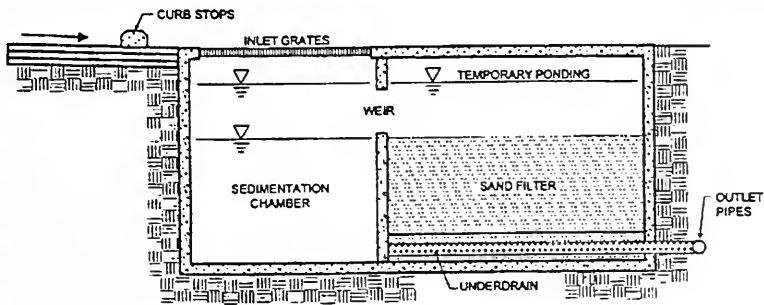 CURB STOPS
INLET GRATES
TEMPORARY PONDING
WEIR
SEDIMENTATION
CHAMBER
SAND FILTER
OUTLET
PIPES
UNDERDRAIN